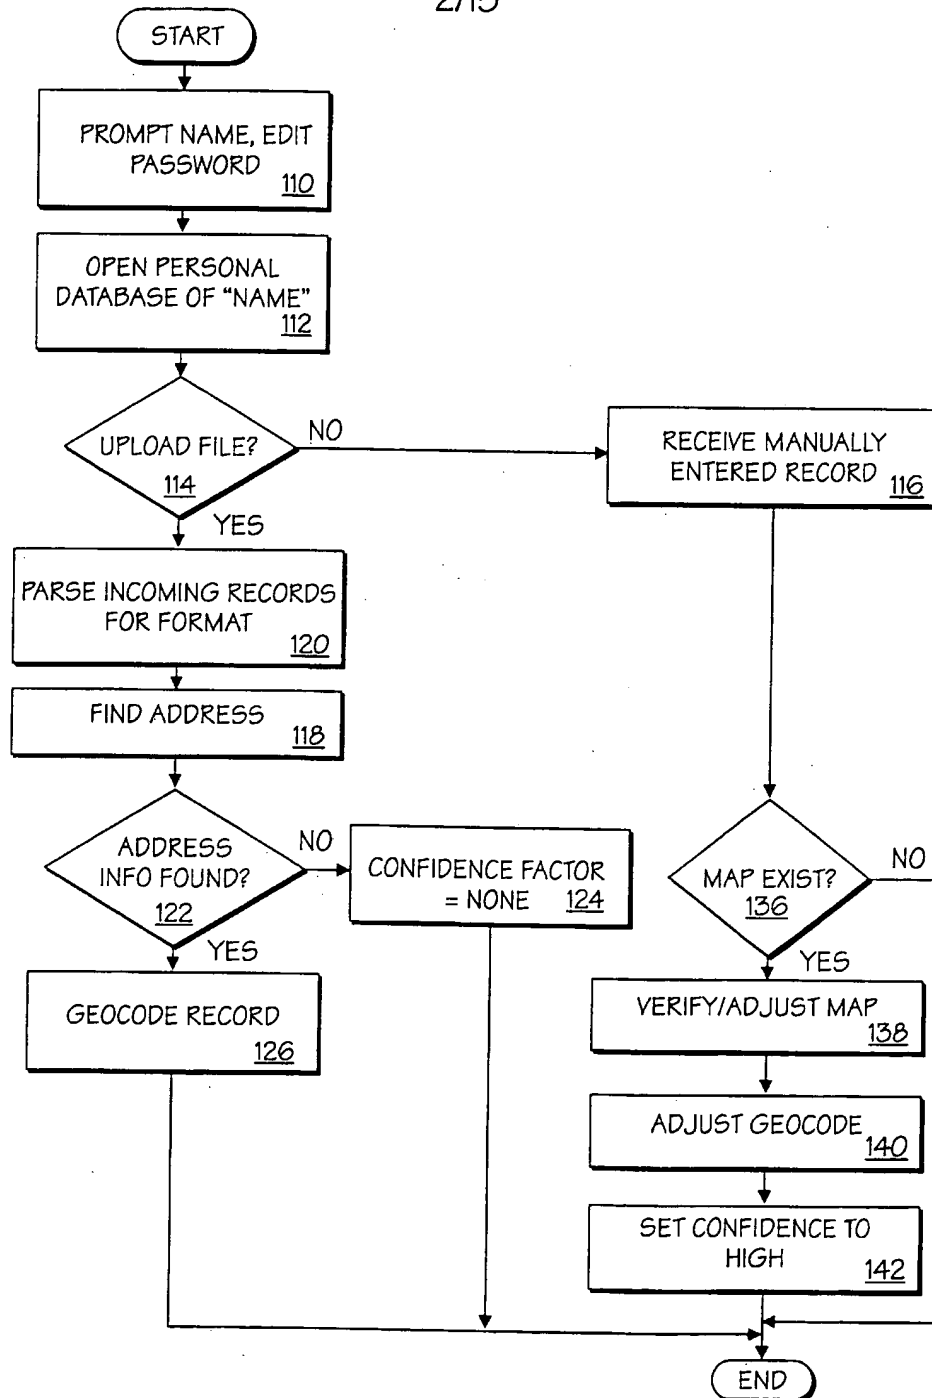 2/15
START
PROMPT NAME, EDIT
PASSWORD
110
OPEN PERSONAL
DATABASE OF "NAME"
112
UPLOAD FILE?
114
NO
YES
RECEIVE MANUALLY
ENTERED RECORD
116
PARSE INCOMING RECORDS
FOR FORMAT
120
FIND ADDRESS
118
ADDRESS
INFO FOUND?
122
NO
YES
CONFIDENCE FACTOR
= NONE 124
MAP EXIST?
136
NO
YES
GEOCODE RECORD
126
VERIFY/ADJUST MAP
138
ADJUST GEOCODE
140
SET CONFIDENCE TO
HIGH
142
END